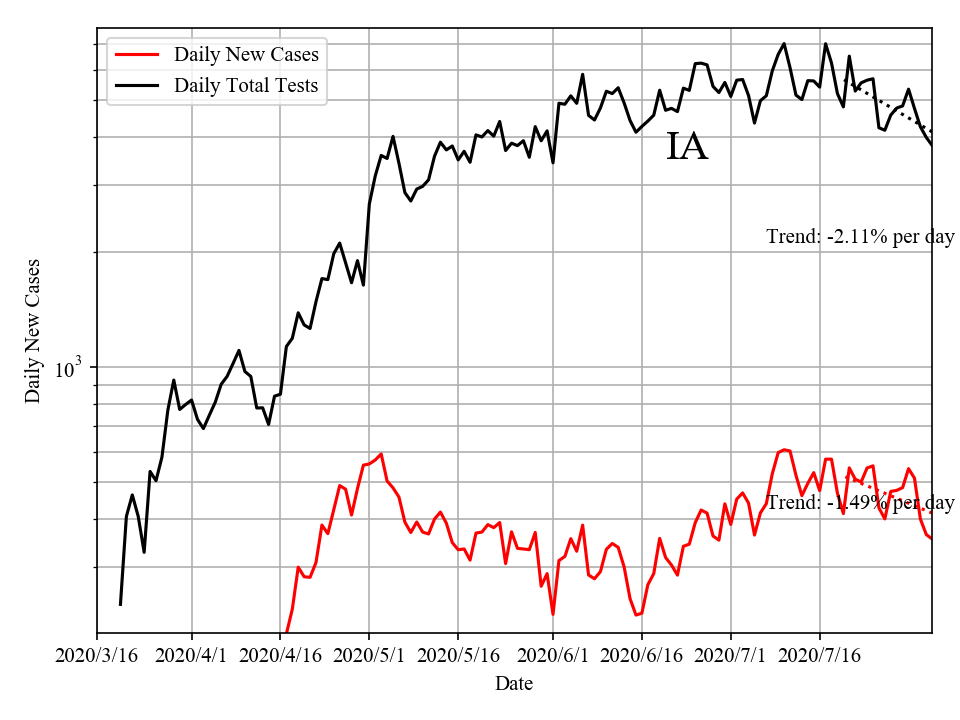 Daily New Cases
Daily Total Tests
IA
Trend: -2.11% per day
Trend: -1.49% per day
Daily New Cases
10³
2020/3/16 2020/4/1 2020/4/16 2020/5/1 2020/5/16 2020/6/1 2020/6/16 2020/7/1 2020/7/16
Date